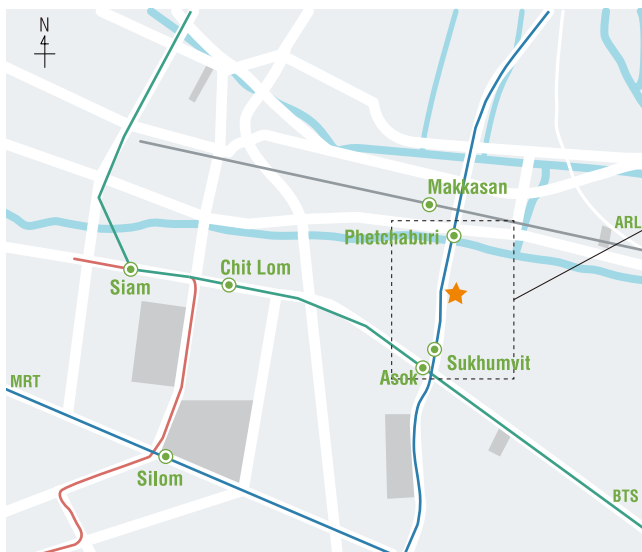 N
Makkasan
ARL
Phetchaburi
Chit Lom
Siam
Sukhumvit
Asok
MRT
Silom
BTS